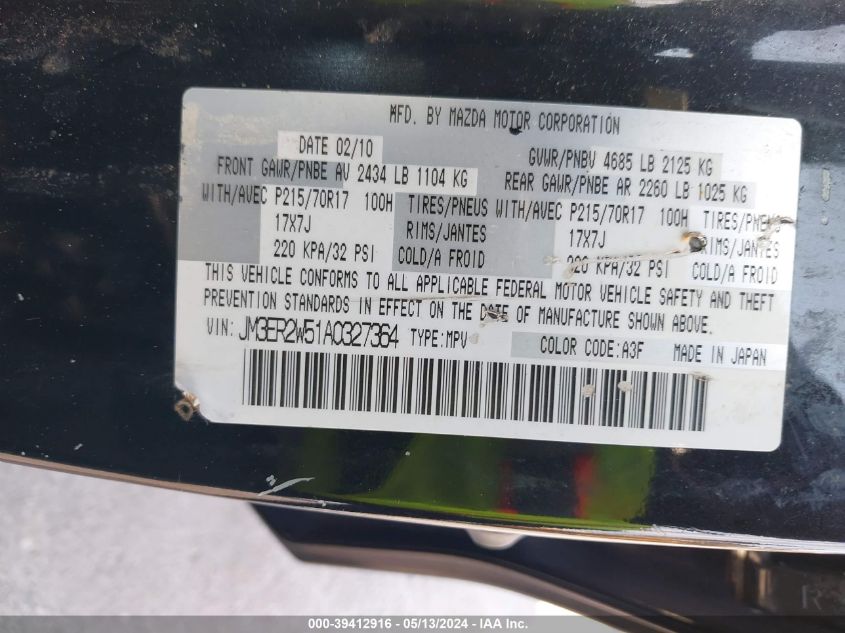 MFD. BY MAZDA MOTOR CORPORATION
DATE 02/10 GVWR/PNBV 4685 LB 2125 KG
FRONT GAWR/PNBE AV 2434 LB 1104 KG REAR GAWR/PNBE AR 2260 LB 1025 KG
WITH/AVEC P215/70R17 100H TIRES/PNEUS WITH/AVEC P215/70R17 100H TIRES/PNEUS
17X7J RIMS/JANTES 17X7J RIMS/JANTES
220 KPA/32 PSI COLD/A FROID 220 KPA/32 PSI COLD/A FROID
THIS VEHICLE CONFORMS TO ALL APPLICABLE FEDERAL MOTOR VEHICLE SAFETY AND THEFT
PREVENTION STANDARDS IN EFFECT ON THE DATE OF MANUFACTURE SHOWN ABOVE.
VIN: JM3ER2W51A0327364 TYPE:MPV COLOR CODE:A3F MADE IN JAPAN
R
000-39412916 - 05/13/2024 - IAA Inc.